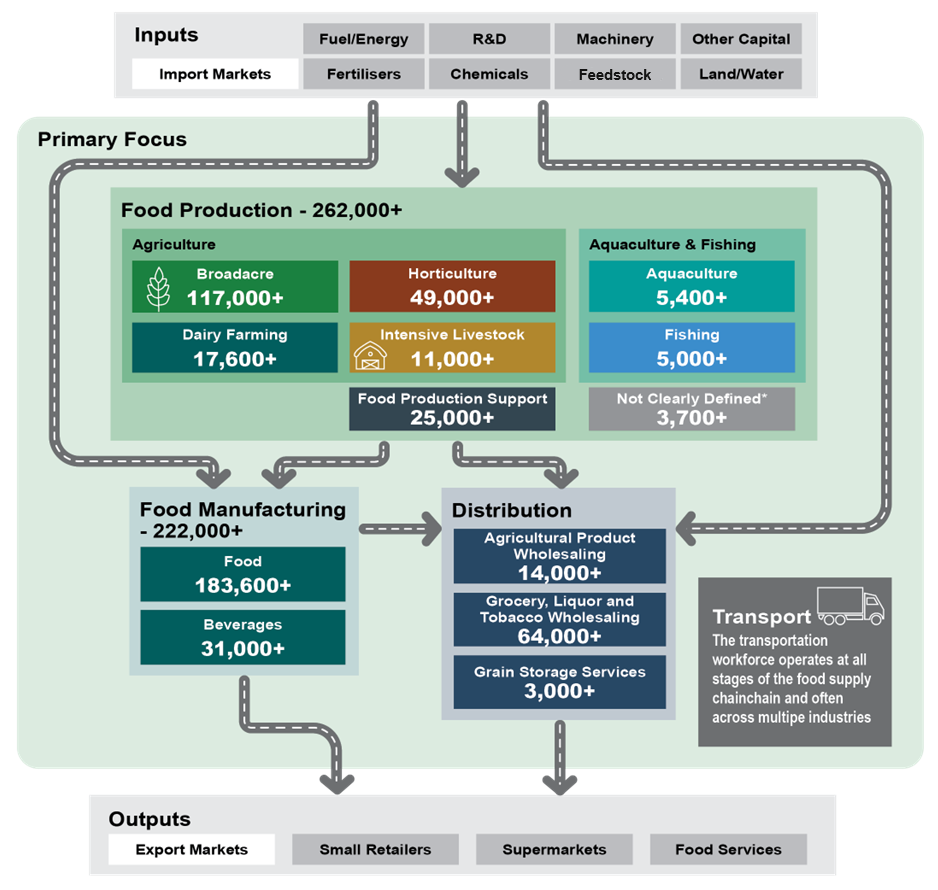 Inputs
Fuel/Energy
R&D
Machinery
Other Capital
Import Markets
Fertilisers
Chemicals
Feedstock
Land/Water
Primary Focus
Food Production - 262,000+
Agriculture
Broadacre
117,000+
Horticulture
49,000+
Dairy Farming
17,600+
Intensive Livestock
11,000+
Aquaculture & Fishing
Aquaculture
5,400+
Fishing
5,000+
Food Production Support
25,000+
Not Clearly Defined*
3,700+
Food Manufacturing
- 222,000+
Food
183,600+
Beverages
31,000+
Distribution
Agricultural Product
Wholesaling
14,000+
Grocery, Liquor and
Tobacco Wholesaling
64,000+
Grain Storage Services
3,000+
Transport
The transportation
workforce operates at all
stages of the food supply
chainchain and often
across multipe industries
Outputs
Export Markets
Small Retailers
Supermarkets
Food Services